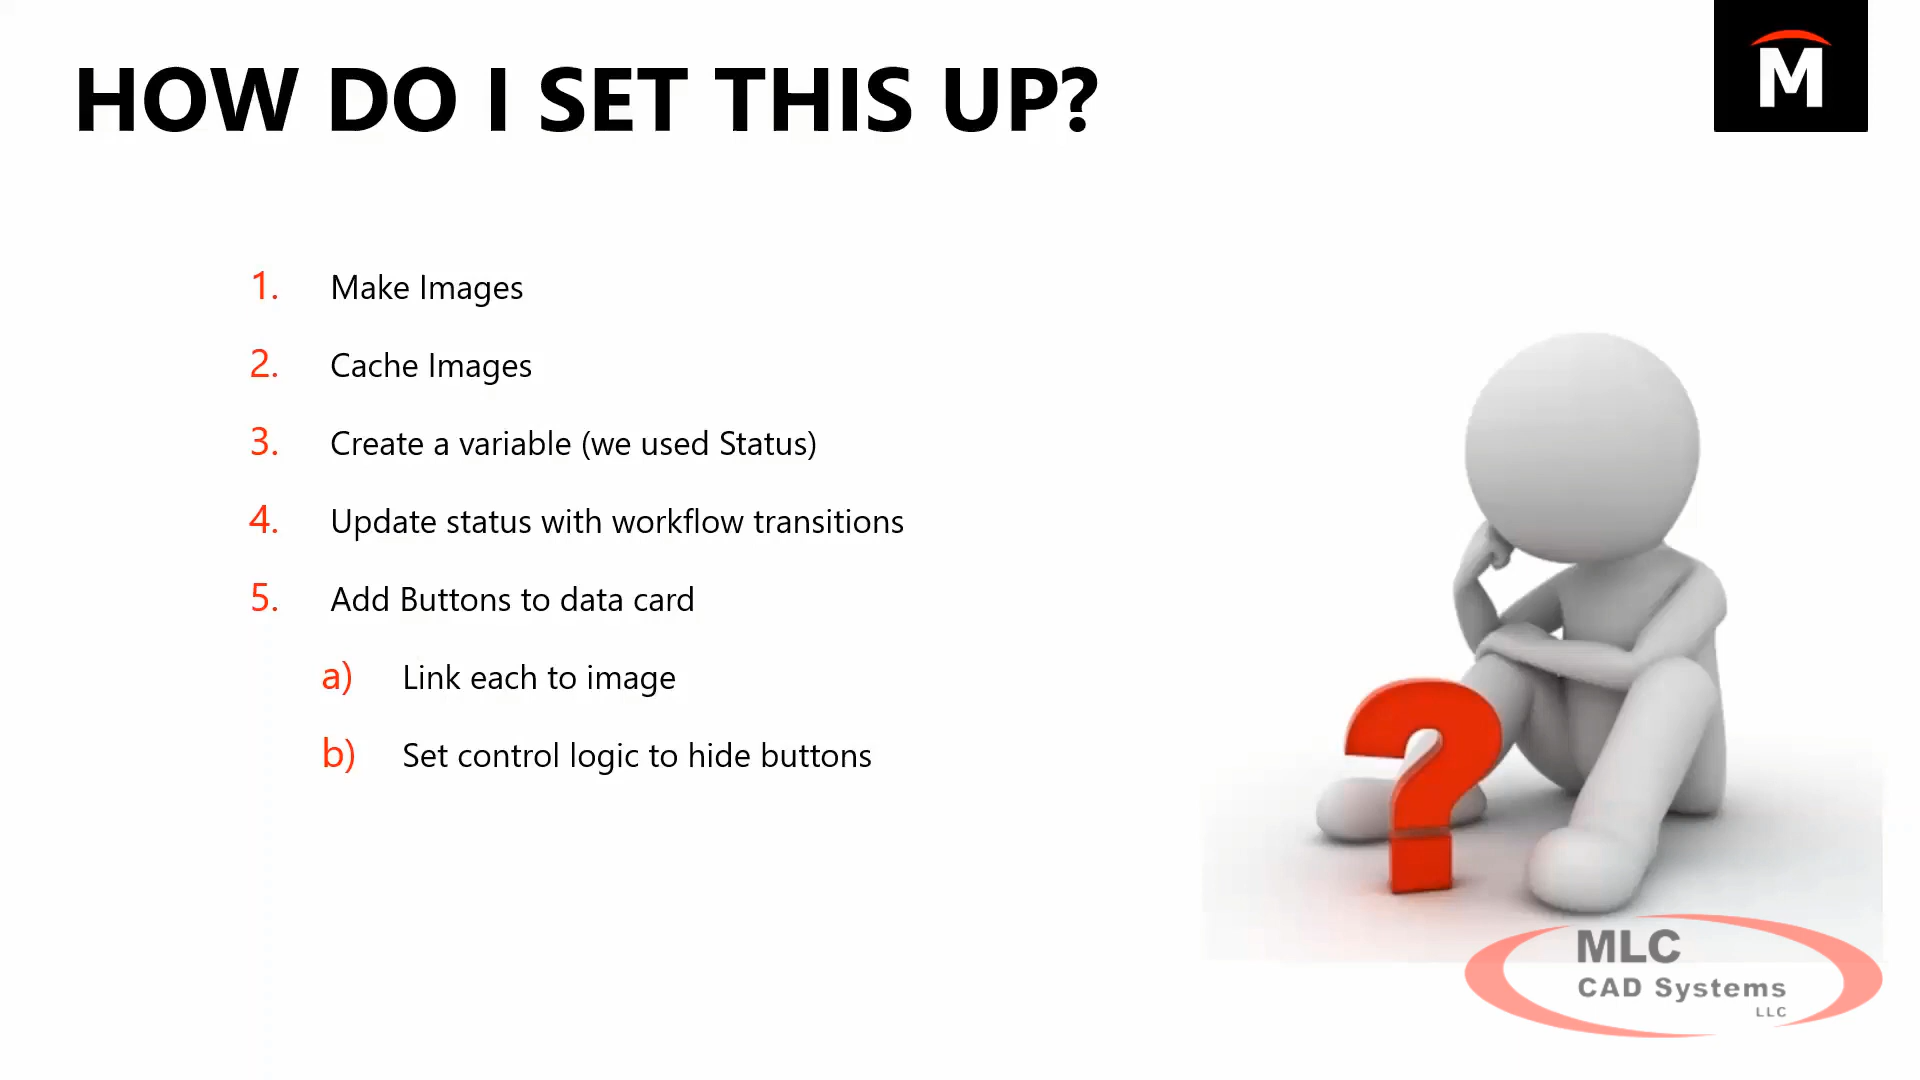 HOW DO I SET THIS UP?
M
1. Make Images
2. Cache Images
3. Create a variable (we used Status)
4. Update status with workflow transitions
5. Add Buttons to data card
a) Link each to image
b) Set control logic to hide buttons
?
MLC
CAD Systems
LLC